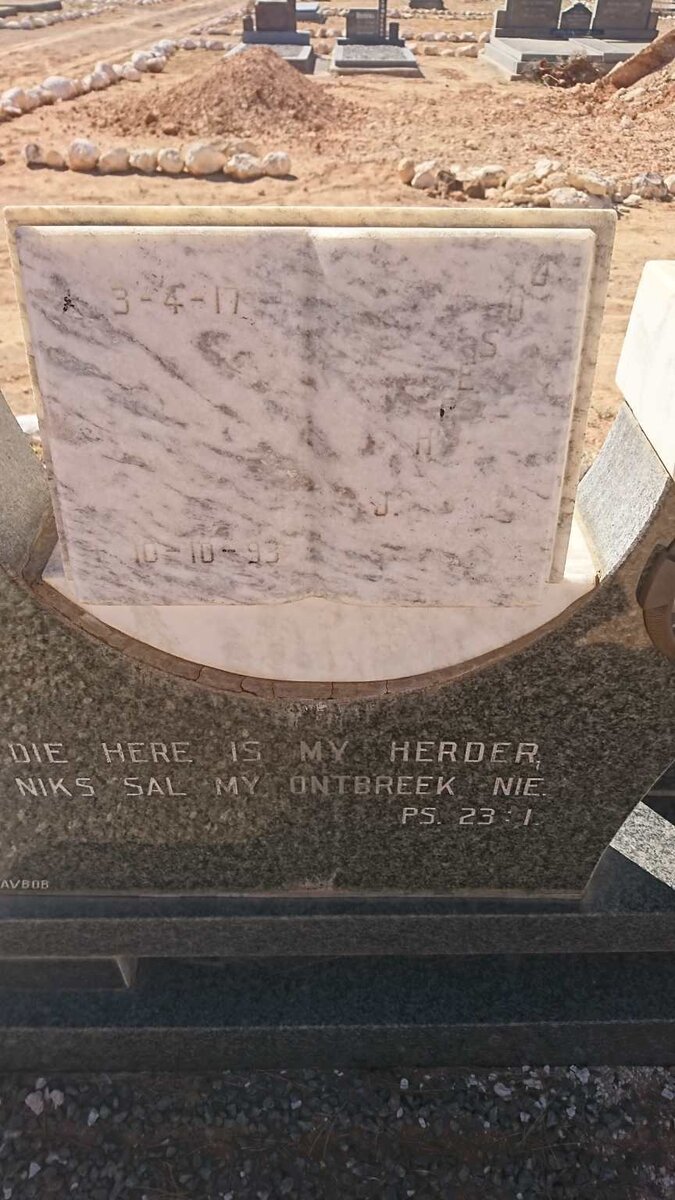 3-4-17
10-10-93
J. H.
DIE HERE IS MY HERDER,
NIKS SAL MY ONTBREEK NIE.
PS. 23:1.
AVBOB